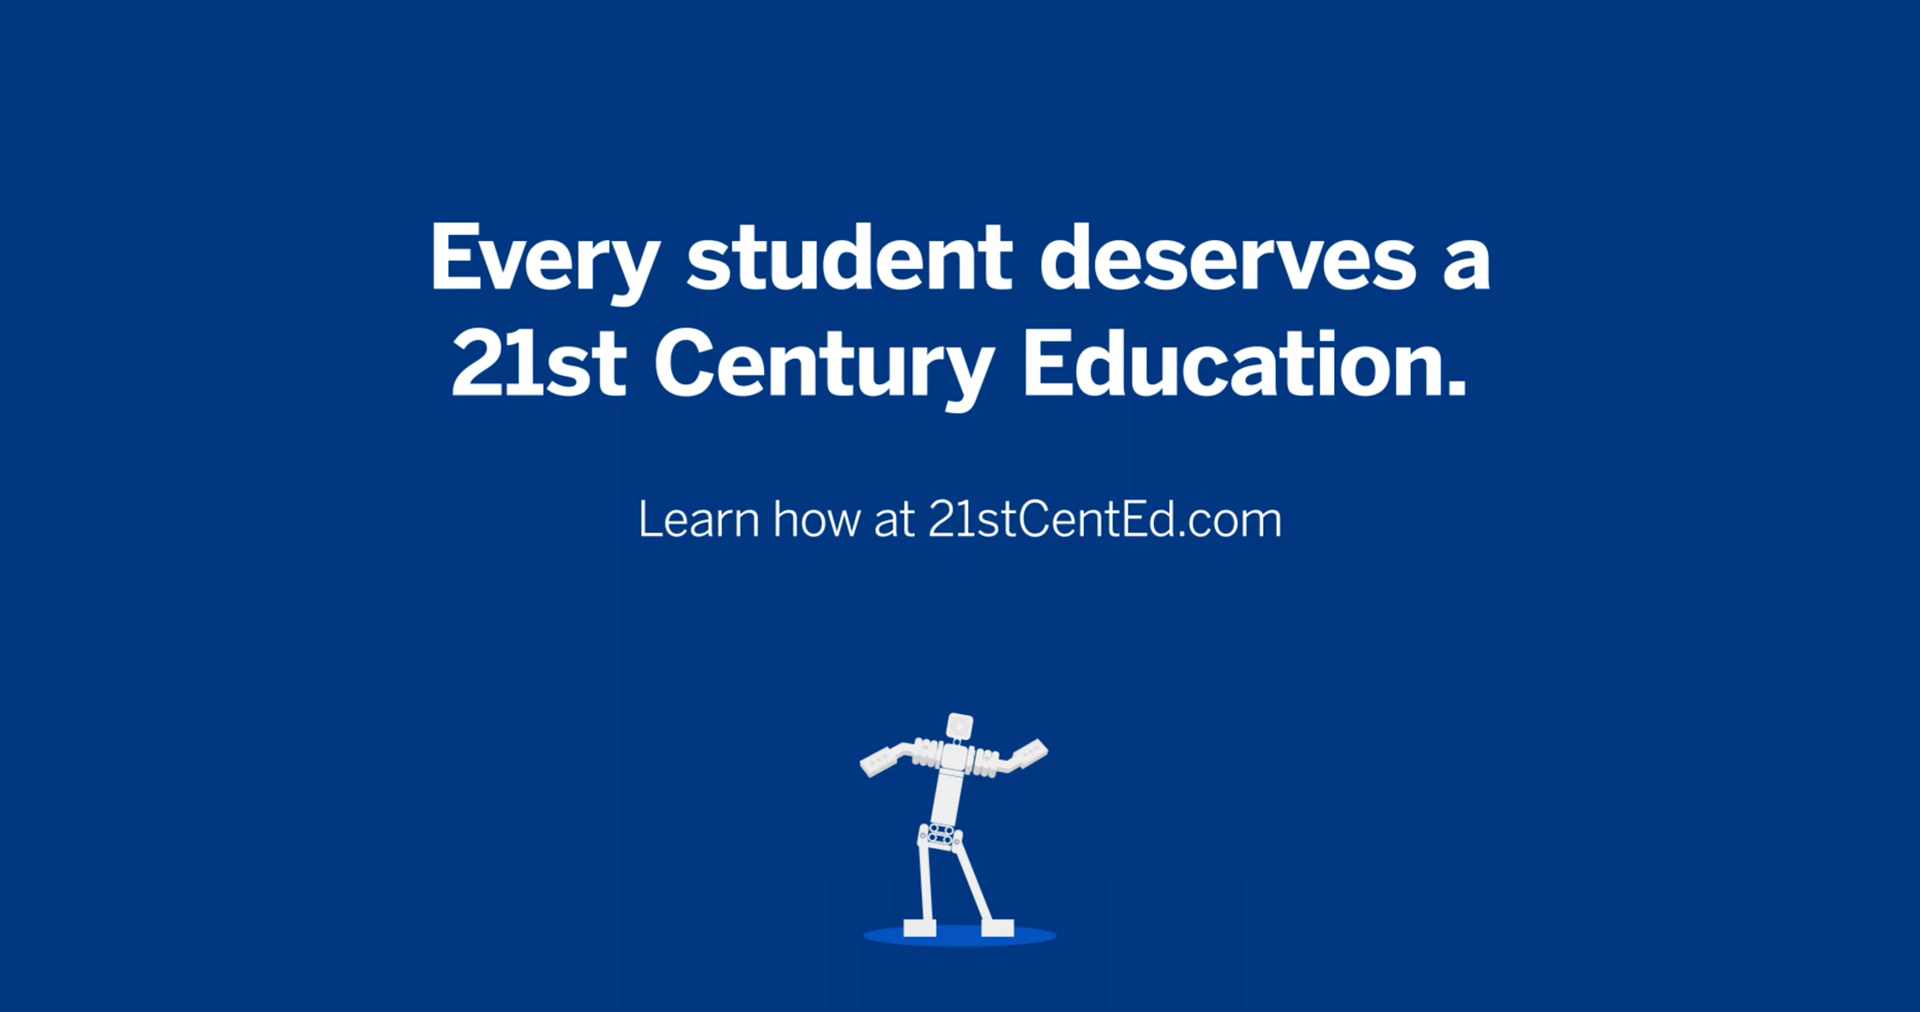 Every student deserves a
21st Century Education.
Learn how at 21stCentEd.com